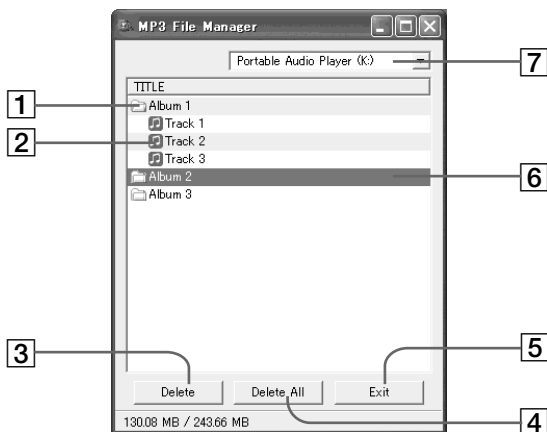 MP3 File Manager
Portable Audio Player (K:)
7
TITLE
1
Album 1
Track 1
2
Track 2
Track 3
Album 2
6
Album 3
3
5
Delete
Delete All
Exit
130.08 MB / 243.66 MB
4